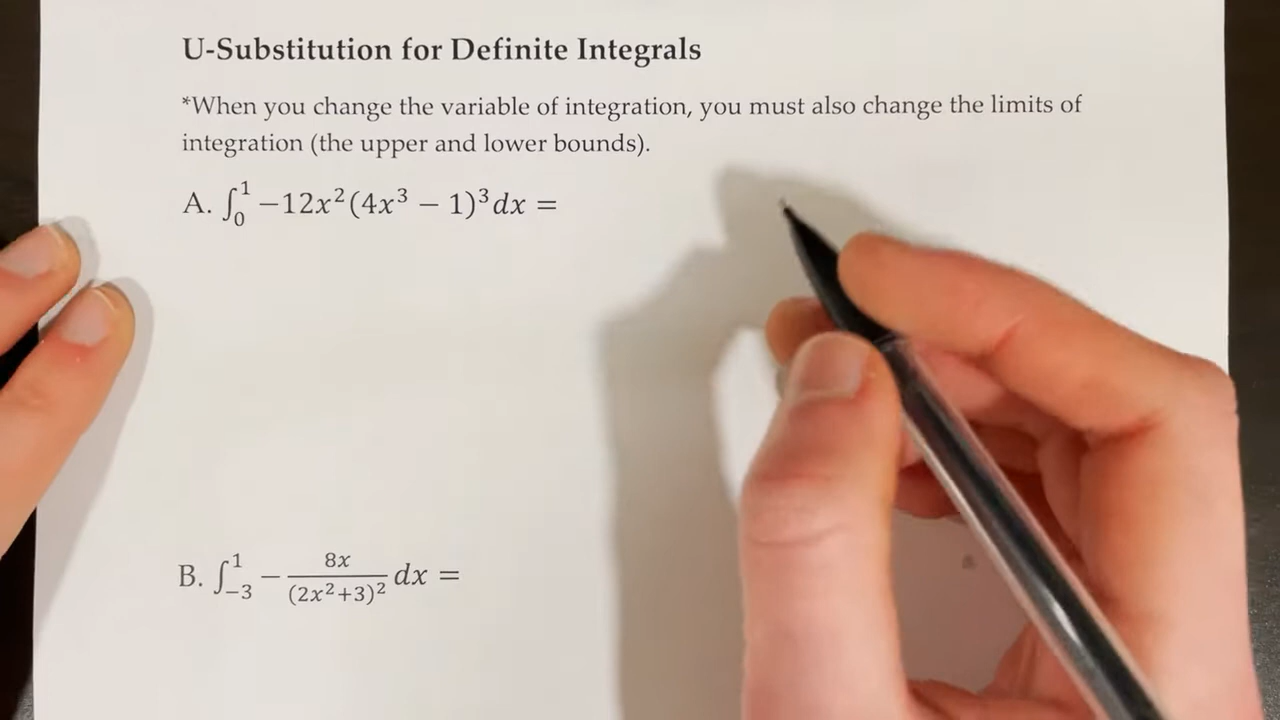 U-Substitution for Definite Integrals
*When you change the variable of integration, you must also change the limits of
integration (the upper and lower bounds).
A. ∫₀¹ −12x²(4x³ − 1)³dx =
B. ∫₋₃¹ − 8x/(2x²+3)² dx =